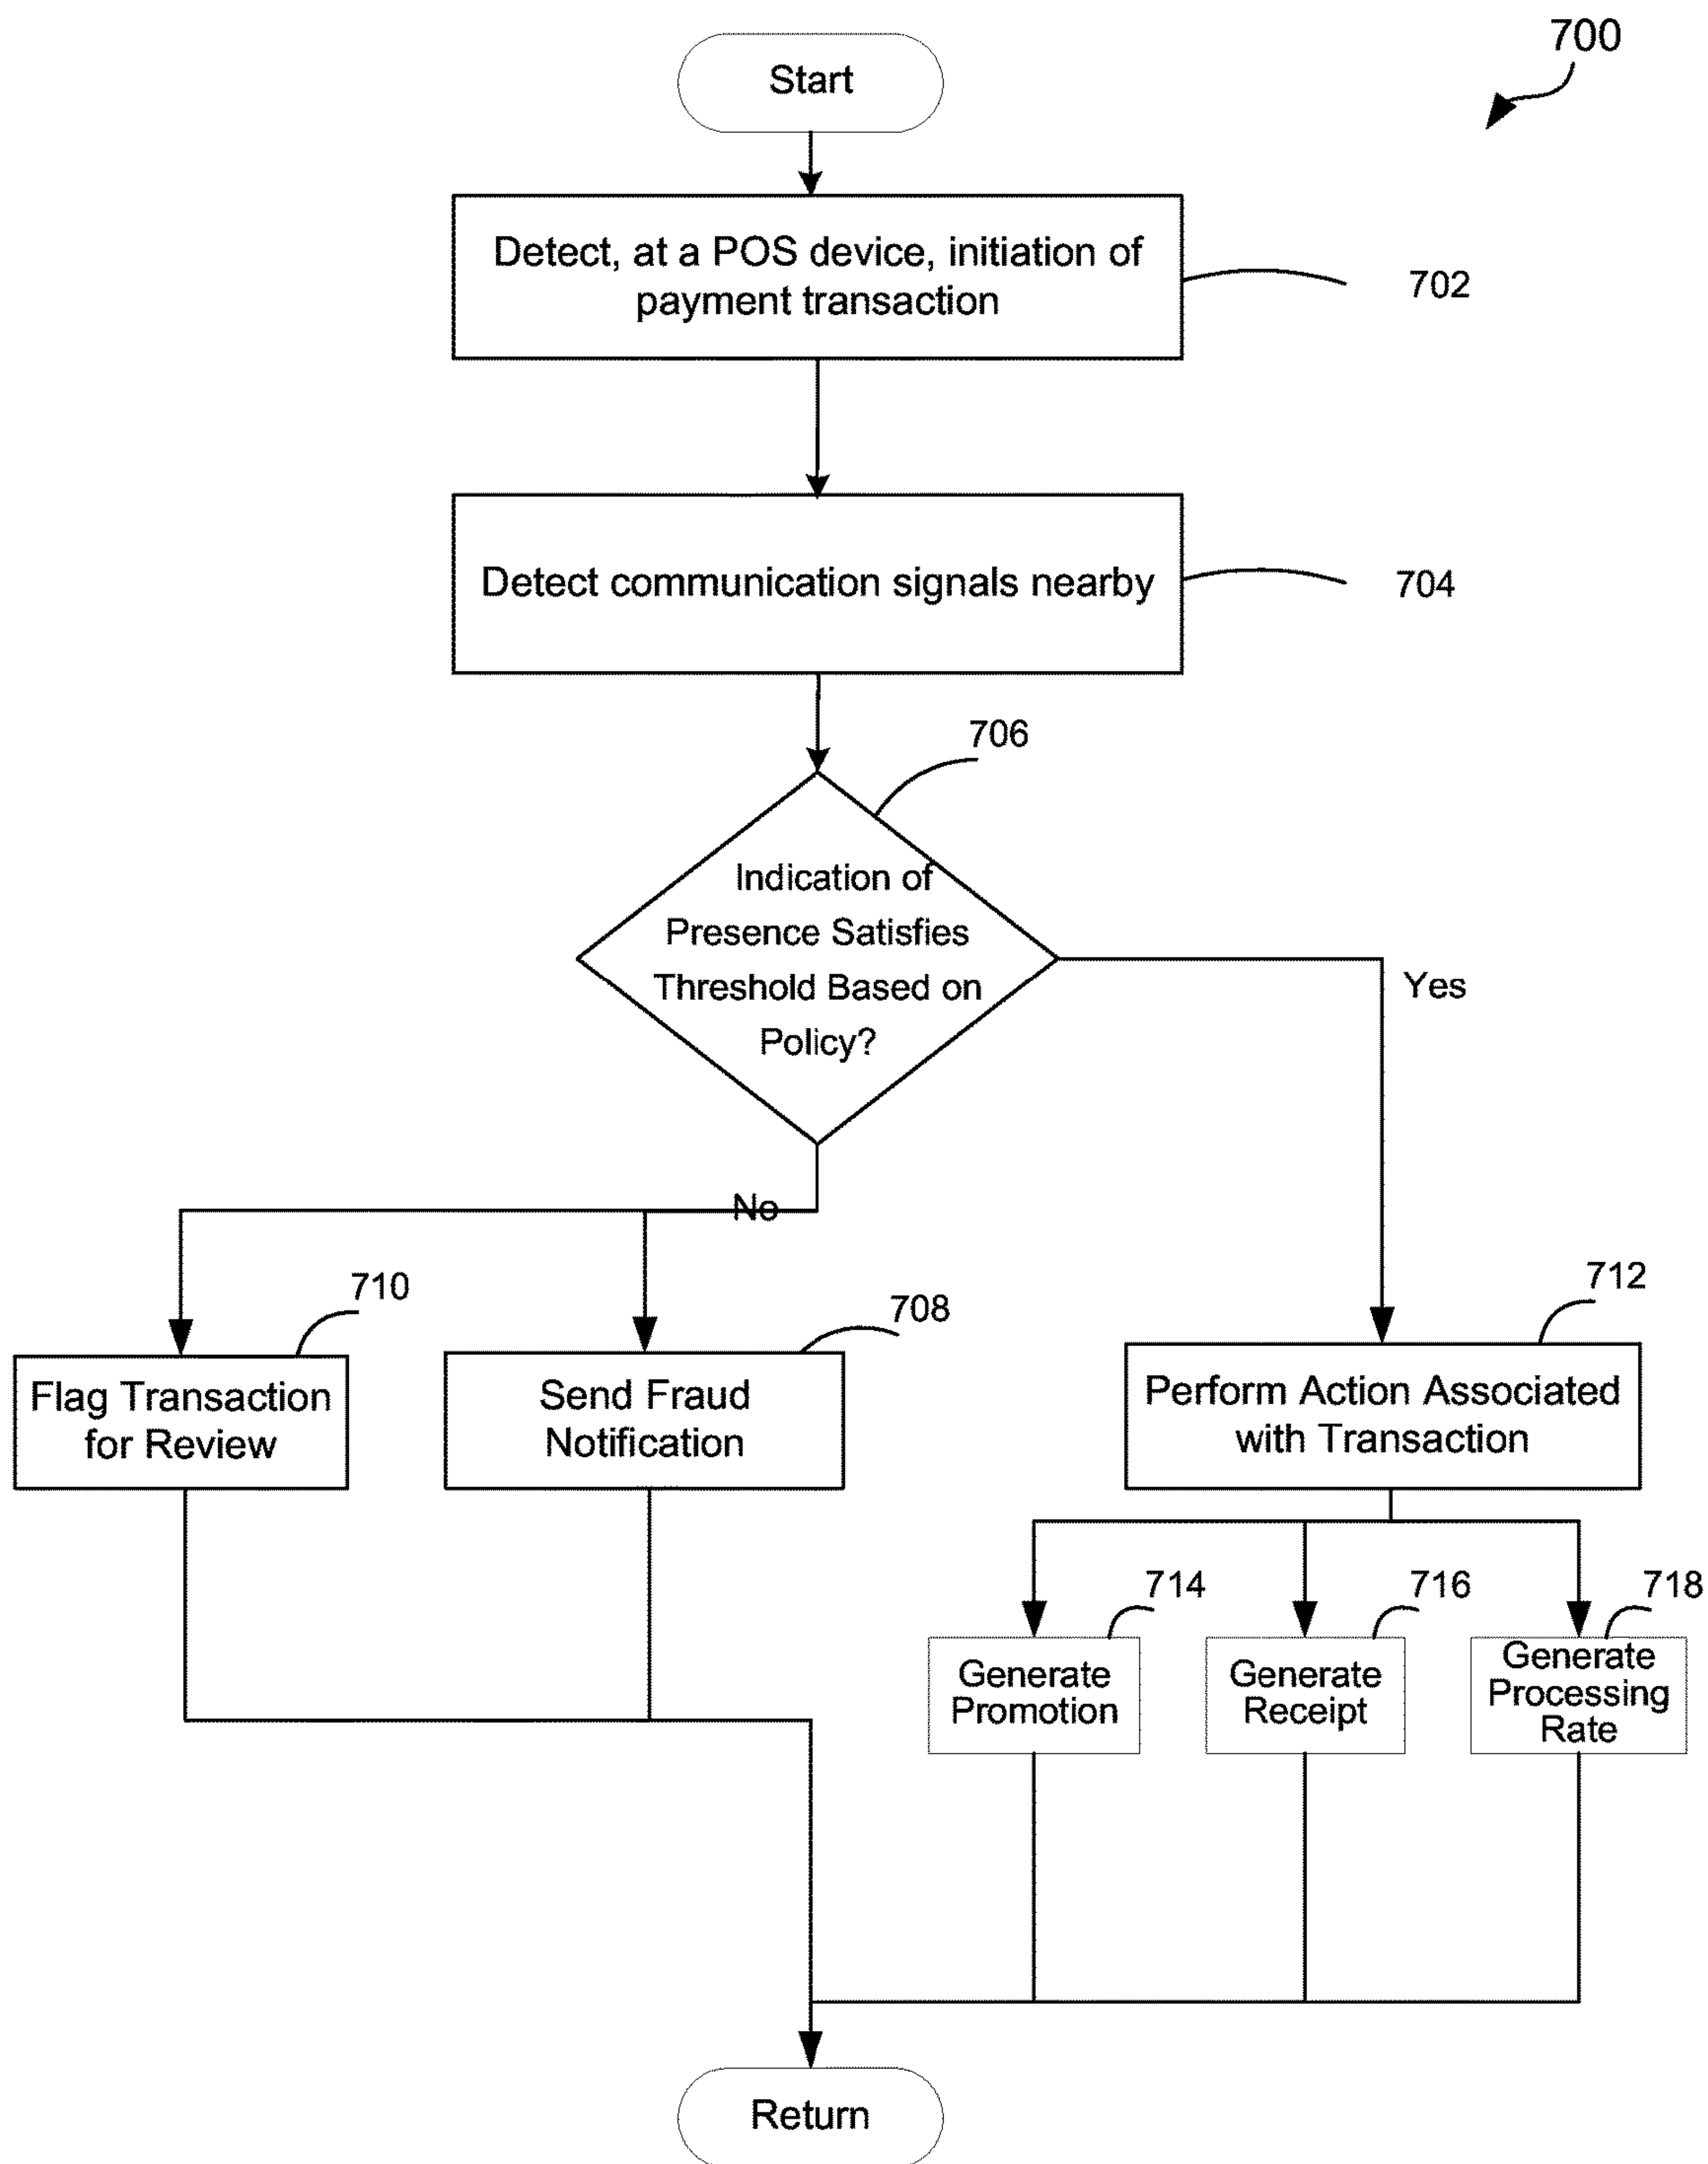 700
Start
Detect, at a POS device, initiation of
payment transaction
702
Detect communication signals nearby
704
706
Indication of
Presence Satisfies
Threshold Based on
Policy?
Yes
No
710
708
712
Flag Transaction
for Review
Send Fraud
Notification
Perform Action Associated
with Transaction
714
716
718
Generate
Promotion
Generate
Receipt
Generate
Processing
Rate
Return